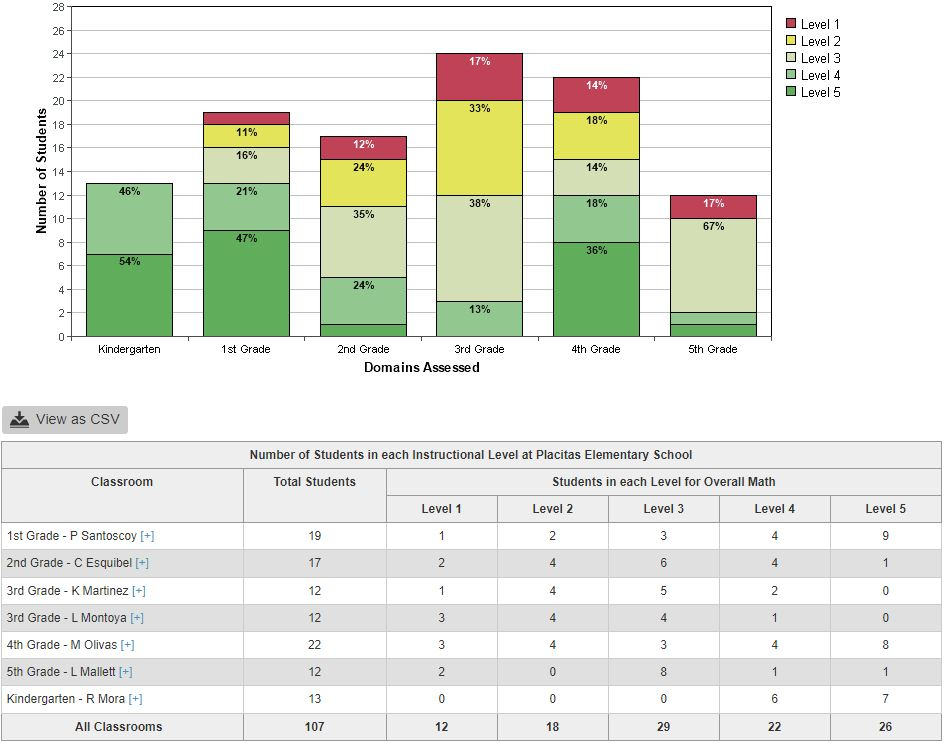 28
26
24
22
20
18
16
14
12
10
8
6
4
2
0
Number of Students
46%
54%
11%
16%
21%
47%
12%
24%
35%
24%
17%
33%
38%
13%
14%
18%
14%
18%
36%
17%
67%
Level 1
Level 2
Level 3
Level 4
Level 5
Kindergarten 1st Grade 2nd Grade 3rd Grade 4th Grade 5th Grade
Domains Assessed
View as CSV
Number of Students in each Instructional Level at Placitas Elementary School
Classroom Total Students Students in each Level for Overall Math
Level 1 Level 2 Level 3 Level 4 Level 5
1st Grade - P Santoscoy [+] 19 1 2 3 4 9
2nd Grade - C Esquibel [+] 17 2 4 6 4 1
3rd Grade - K Martinez [+] 12 1 4 5 2 0
3rd Grade - L Montoya [+] 12 3 4 4 1 0
4th Grade - M Olivas [+] 22 3 4 3 4 8
5th Grade - L Mallett [+] 12 2 0 8 1 1
Kindergarten - R Mora [+] 13 0 0 0 6 7
All Classrooms 107 12 18 29 22 26